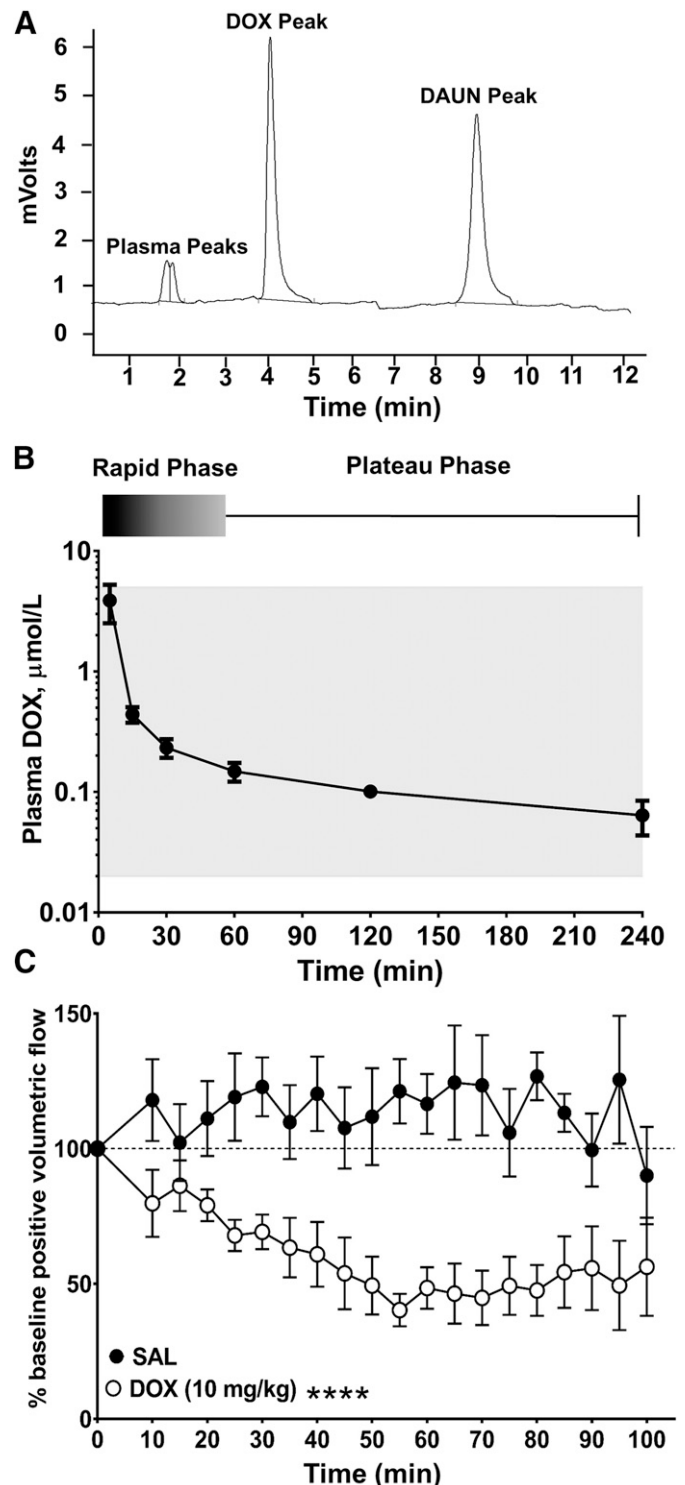 A
DOX Peak
DAUN Peak
Plasma Peaks
mVolts
6
5
4
3
2
1
0
1 2 3 4 5 6 7 8 9 10 11 12
Time (min)
B
Rapid Phase
Plateau Phase
Plasma DOX, μmol/L
10
1
0.1
0.01
0 30 60 90 120 150 180 210 240
Time (min)
C
% baseline positive volumetric flow
150
100
50
0
SAL
DOX (10 mg/kg) ****
0 10 20 30 40 50 60 70 80 90 100
Time (min)